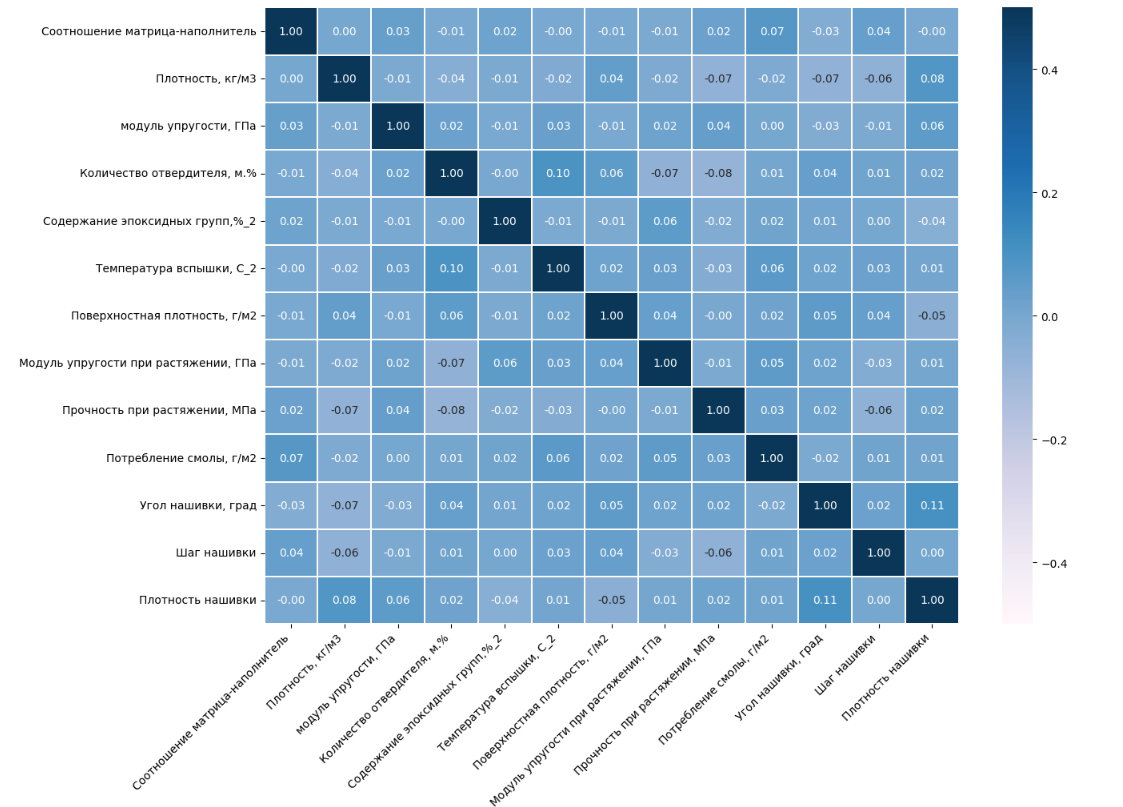 Соотношение матрица-наполнитель 1.00 0.00 0.03 -0.01 0.02 -0.00 -0.01 -0.01 0.02 0.07 -0.03 0.04 -0.00
Плотность, кг/м3 0.00 1.00 -0.01 -0.04 -0.01 -0.02 0.04 -0.02 -0.07 -0.02 -0.07 -0.06 0.08
модуль упругости, ГПа 0.03 -0.01 1.00 0.02 -0.01 0.03 -0.01 0.02 0.04 0.00 -0.03 -0.01 0.06
Количество отвердителя, м.% -0.01 -0.04 0.02 1.00 -0.00 0.10 0.06 -0.07 -0.08 0.01 0.04 0.01 0.02
Содержание эпоксидных групп,%_2 0.02 -0.01 -0.01 -0.00 1.00 -0.01 -0.01 0.06 -0.02 0.02 0.01 0.00 -0.04
Температура вспышки, С_2 -0.00 -0.02 0.03 0.10 -0.01 1.00 0.02 0.03 -0.03 0.06 0.02 0.03 0.01
Поверхностная плотность, г/м2 -0.01 0.04 -0.01 0.06 -0.01 0.02 1.00 0.04 -0.00 0.02 0.05 0.04 -0.05
Модуль упругости при растяжении, ГПа -0.01 -0.02 0.02 -0.07 0.06 0.03 0.04 1.00 -0.01 0.05 0.02 -0.03 0.01
Прочность при растяжении, МПа 0.02 -0.07 0.04 -0.08 -0.02 -0.03 -0.00 -0.01 1.00 0.03 0.02 -0.06 0.02
Потребление смолы, г/м2 0.07 -0.02 0.00 0.01 0.02 0.06 0.02 0.05 0.03 1.00 -0.02 0.01 0.01
Угол нашивки, град -0.03 -0.07 -0.03 0.04 0.01 0.02 0.05 0.02 0.02 -0.02 1.00 0.02 0.11
Шаг нашивки 0.04 -0.06 -0.01 0.01 0.00 0.03 0.04 -0.03 -0.06 0.01 0.02 1.00 0.00
Плотность нашивки -0.00 0.08 0.06 0.02 -0.04 0.01 -0.05 0.01 0.02 0.01 0.11 0.00 1.00
Соотношение матрица-наполнитель
Плотность, кг/м3
модуль упругости, ГПа
Количество отвердителя, м.%
Содержание эпоксидных групп,%_2
Температура вспышки, С_2
Поверхностная плотность, г/м2
Модуль упругости при растяжении, ГПа
Прочность при растяжении, МПа
Потребление смолы, г/м2
Угол нашивки, град
Шаг нашивки
Плотность нашивки
0.4
0.2
0.0
−0.2
−0.4